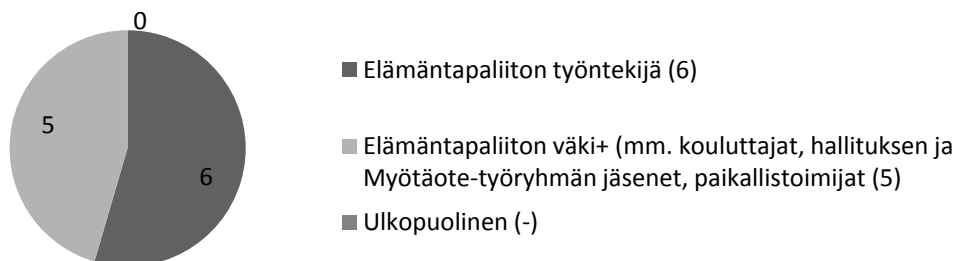 0
5
6
Elämäntapaliiton työntekijä (6)
Elämäntapaliiton väki+ (mm. kouluttajat, hallituksen ja
Myötäote-työryhmän jäsenet, paikallistoimijat (5)
Ulkopuolinen (-)